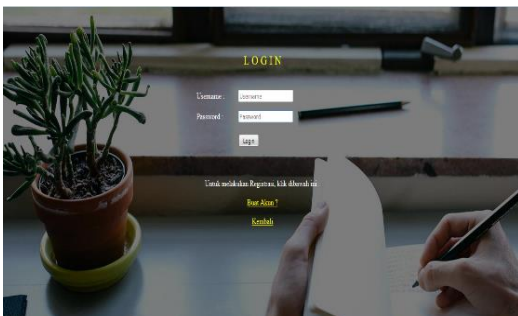 LOGIN
Username : Username
Password : Password
Login
Untuk melakukan Registrasi, klik dibawah ini
Buat Akun ?
Kembali